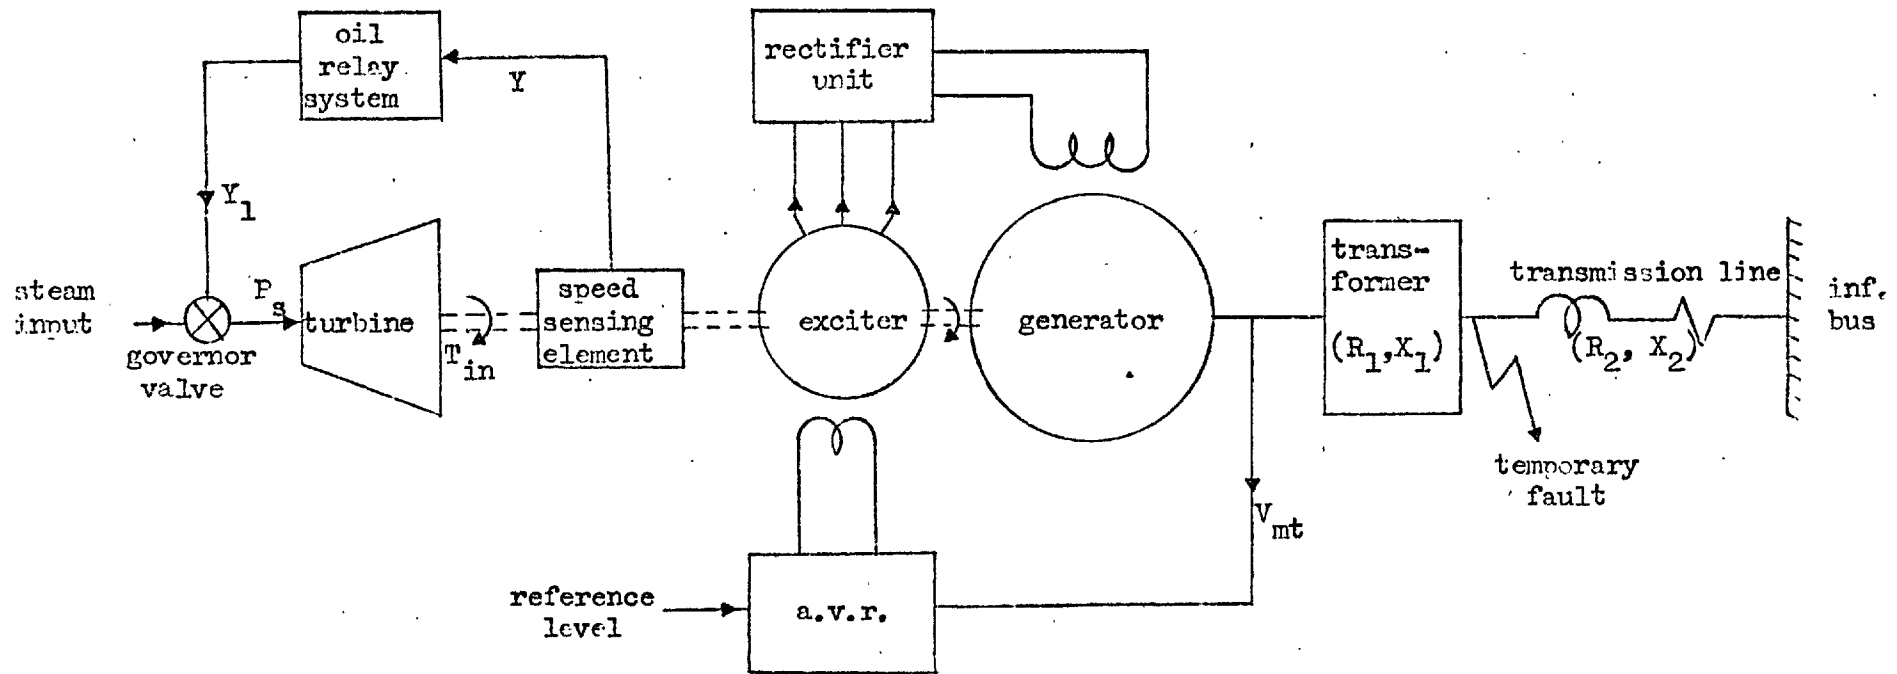 oil
relay
system
Y
Y1
rectifier
unit
steam
input
governor
valve
Ps
turbine
Tin
speed
sensing
element
exciter
generator
trans-
former
(R1,X1)
transmission line
(R2, X2)
inf.
bus
temporary
fault
Vmt
reference
level
a.v.r.